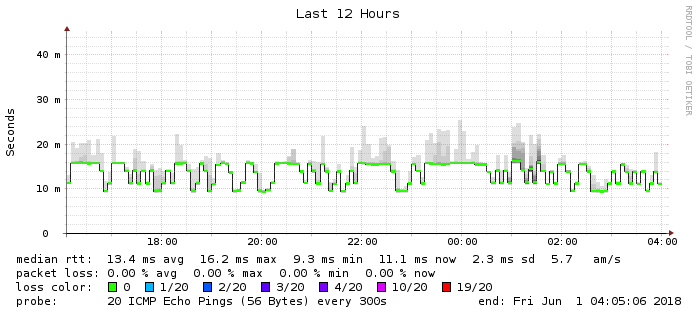 Last 12 Hours
RRDTOOL / TOBI OETIKER
Seconds
40 m
30 m
20 m
10 m
0
18:00 20:00 22:00 00:00 02:00 04:00
median rtt: 13.4 ms avg 16.2 ms max 9.3 ms min 11.1 ms now 2.3 ms sd 5.7 am/s
packet loss: 0.00 % avg 0.00 % max 0.00 % min 0.00 % now
loss color: 0 1/20 2/20 3/20 4/20 10/20 19/20
probe: 20 ICMP Echo Pings (56 Bytes) every 300s end: Fri Jun 1 04:05:06 2018